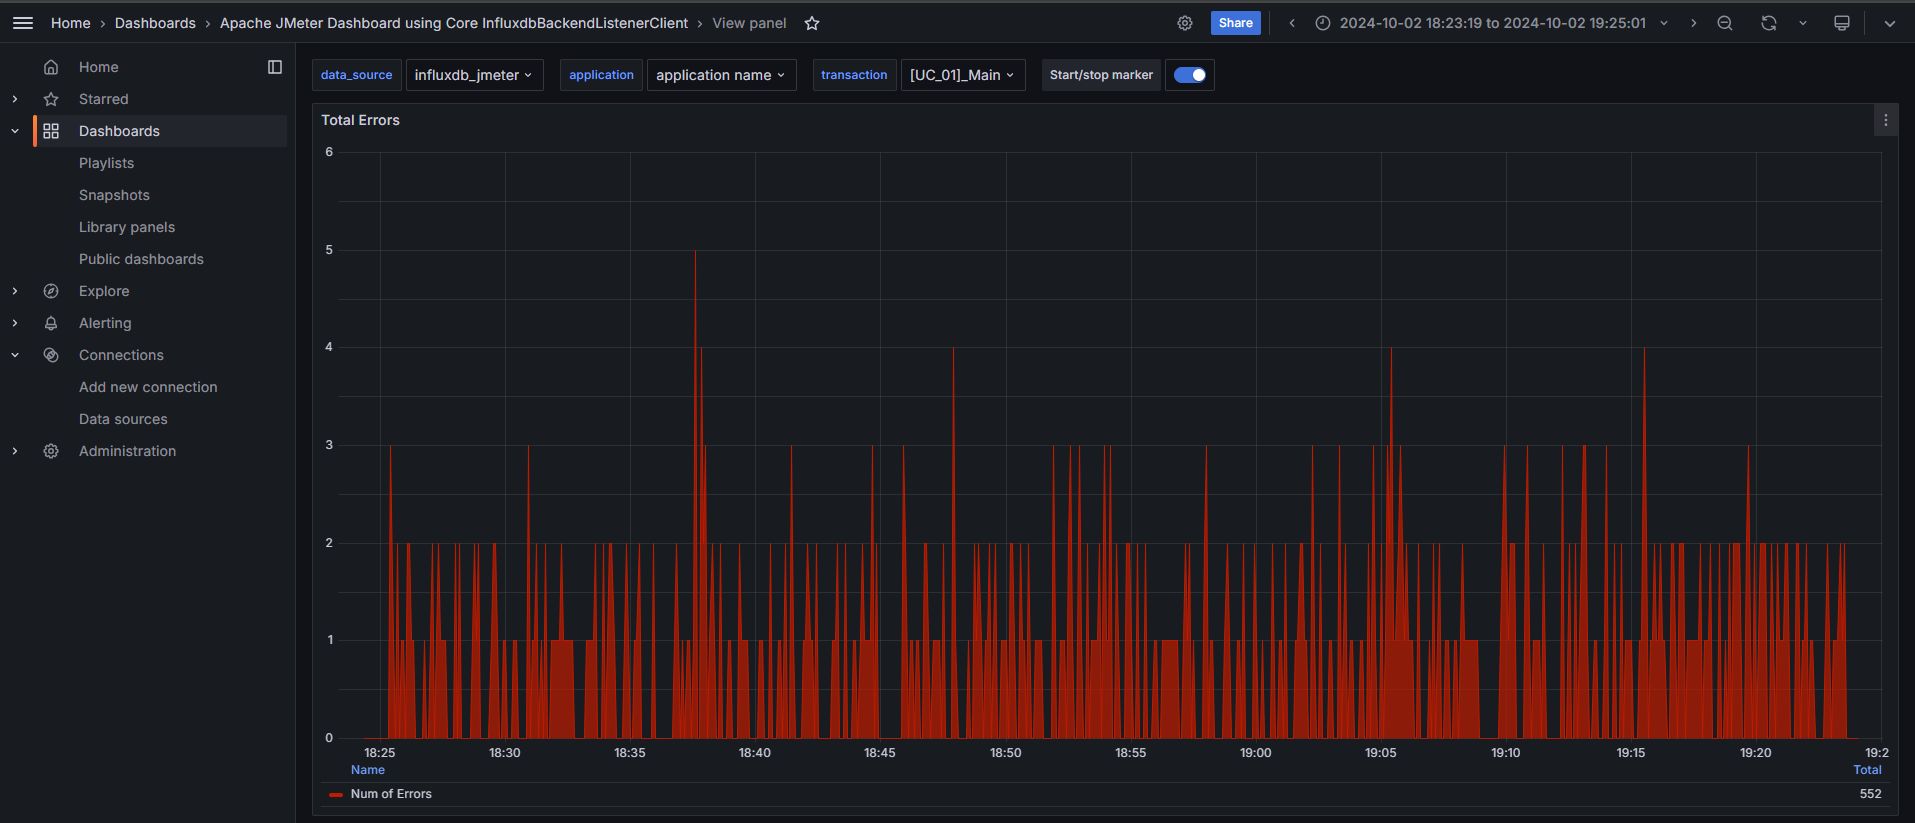 Home › Dashboards › Apache JMeter Dashboard using Core InfluxdbBackendListenerClient › View panel
Share
2024-10-02 18:23:19 to 2024-10-02 19:25:01
Home
Starred
Dashboards
Playlists
Snapshots
Library panels
Public dashboards
Explore
Alerting
Connections
Add new connection
Data sources
Administration
data_source influxdb_jmeter application application name transaction [UC_01]_Main Start/stop marker
Total Errors
6
5
4
3
2
1
0
18:25 18:30 18:35 18:40 18:45 18:50 18:55 19:00 19:05 19:10 19:15 19:20 19:2
Name Total
Num of Errors 552